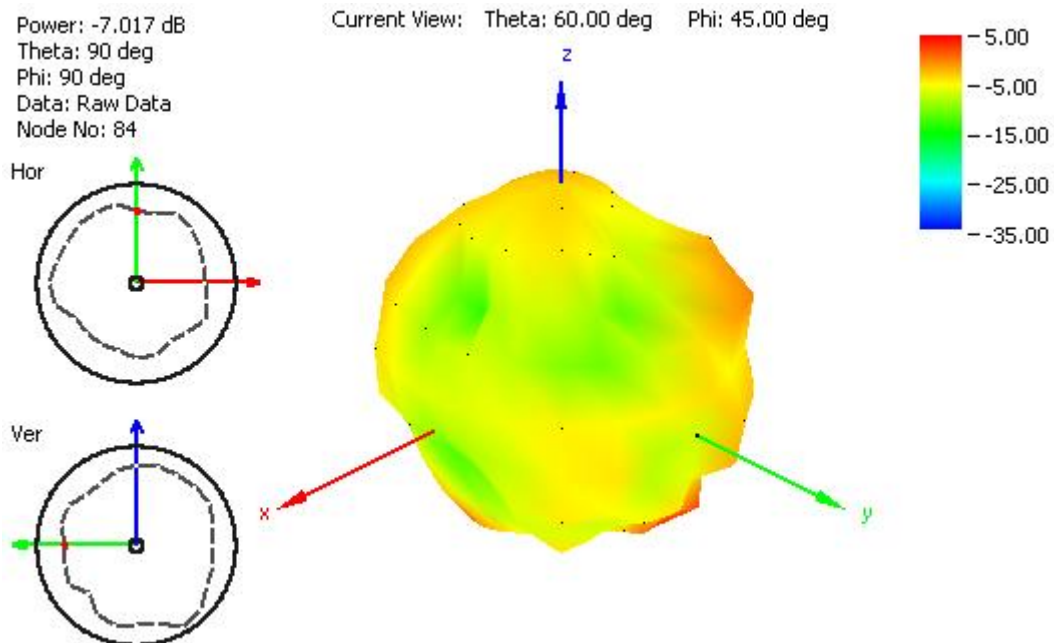 Power: -7.017 dB
Theta: 90 deg
Phi: 90 deg
Data: Raw Data
Node No: 84
Current View: Theta: 60.00 deg Phi: 45.00 deg
Hor
Ver
z
x
y
5.00
-5.00
-15.00
-25.00
-35.00